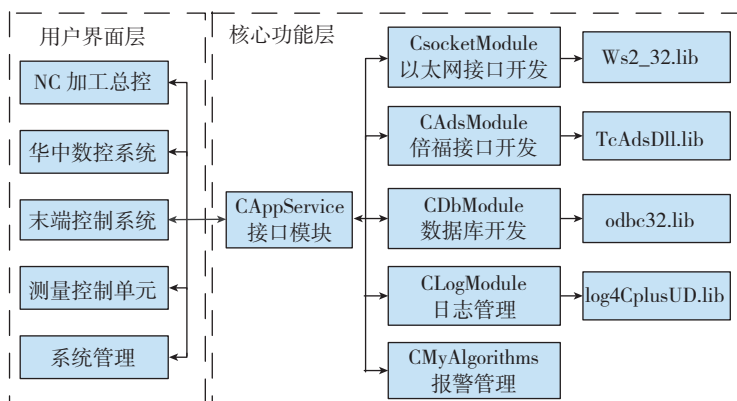 用户界面层
NC 加工总控
华中数控系统
末端控制系统
测量控制单元
系统管理
核心功能层
CAppService
接口模块
CsocketModule
以太网接口开发
Ws2_32.lib
CAdsModule
倍福接口开发
TcAdsDll.lib
CDbModule
数据库开发
odbc32.lib
CLogModule
日志管理
log4CplusUD.lib
CMyAlgorithms
报警管理